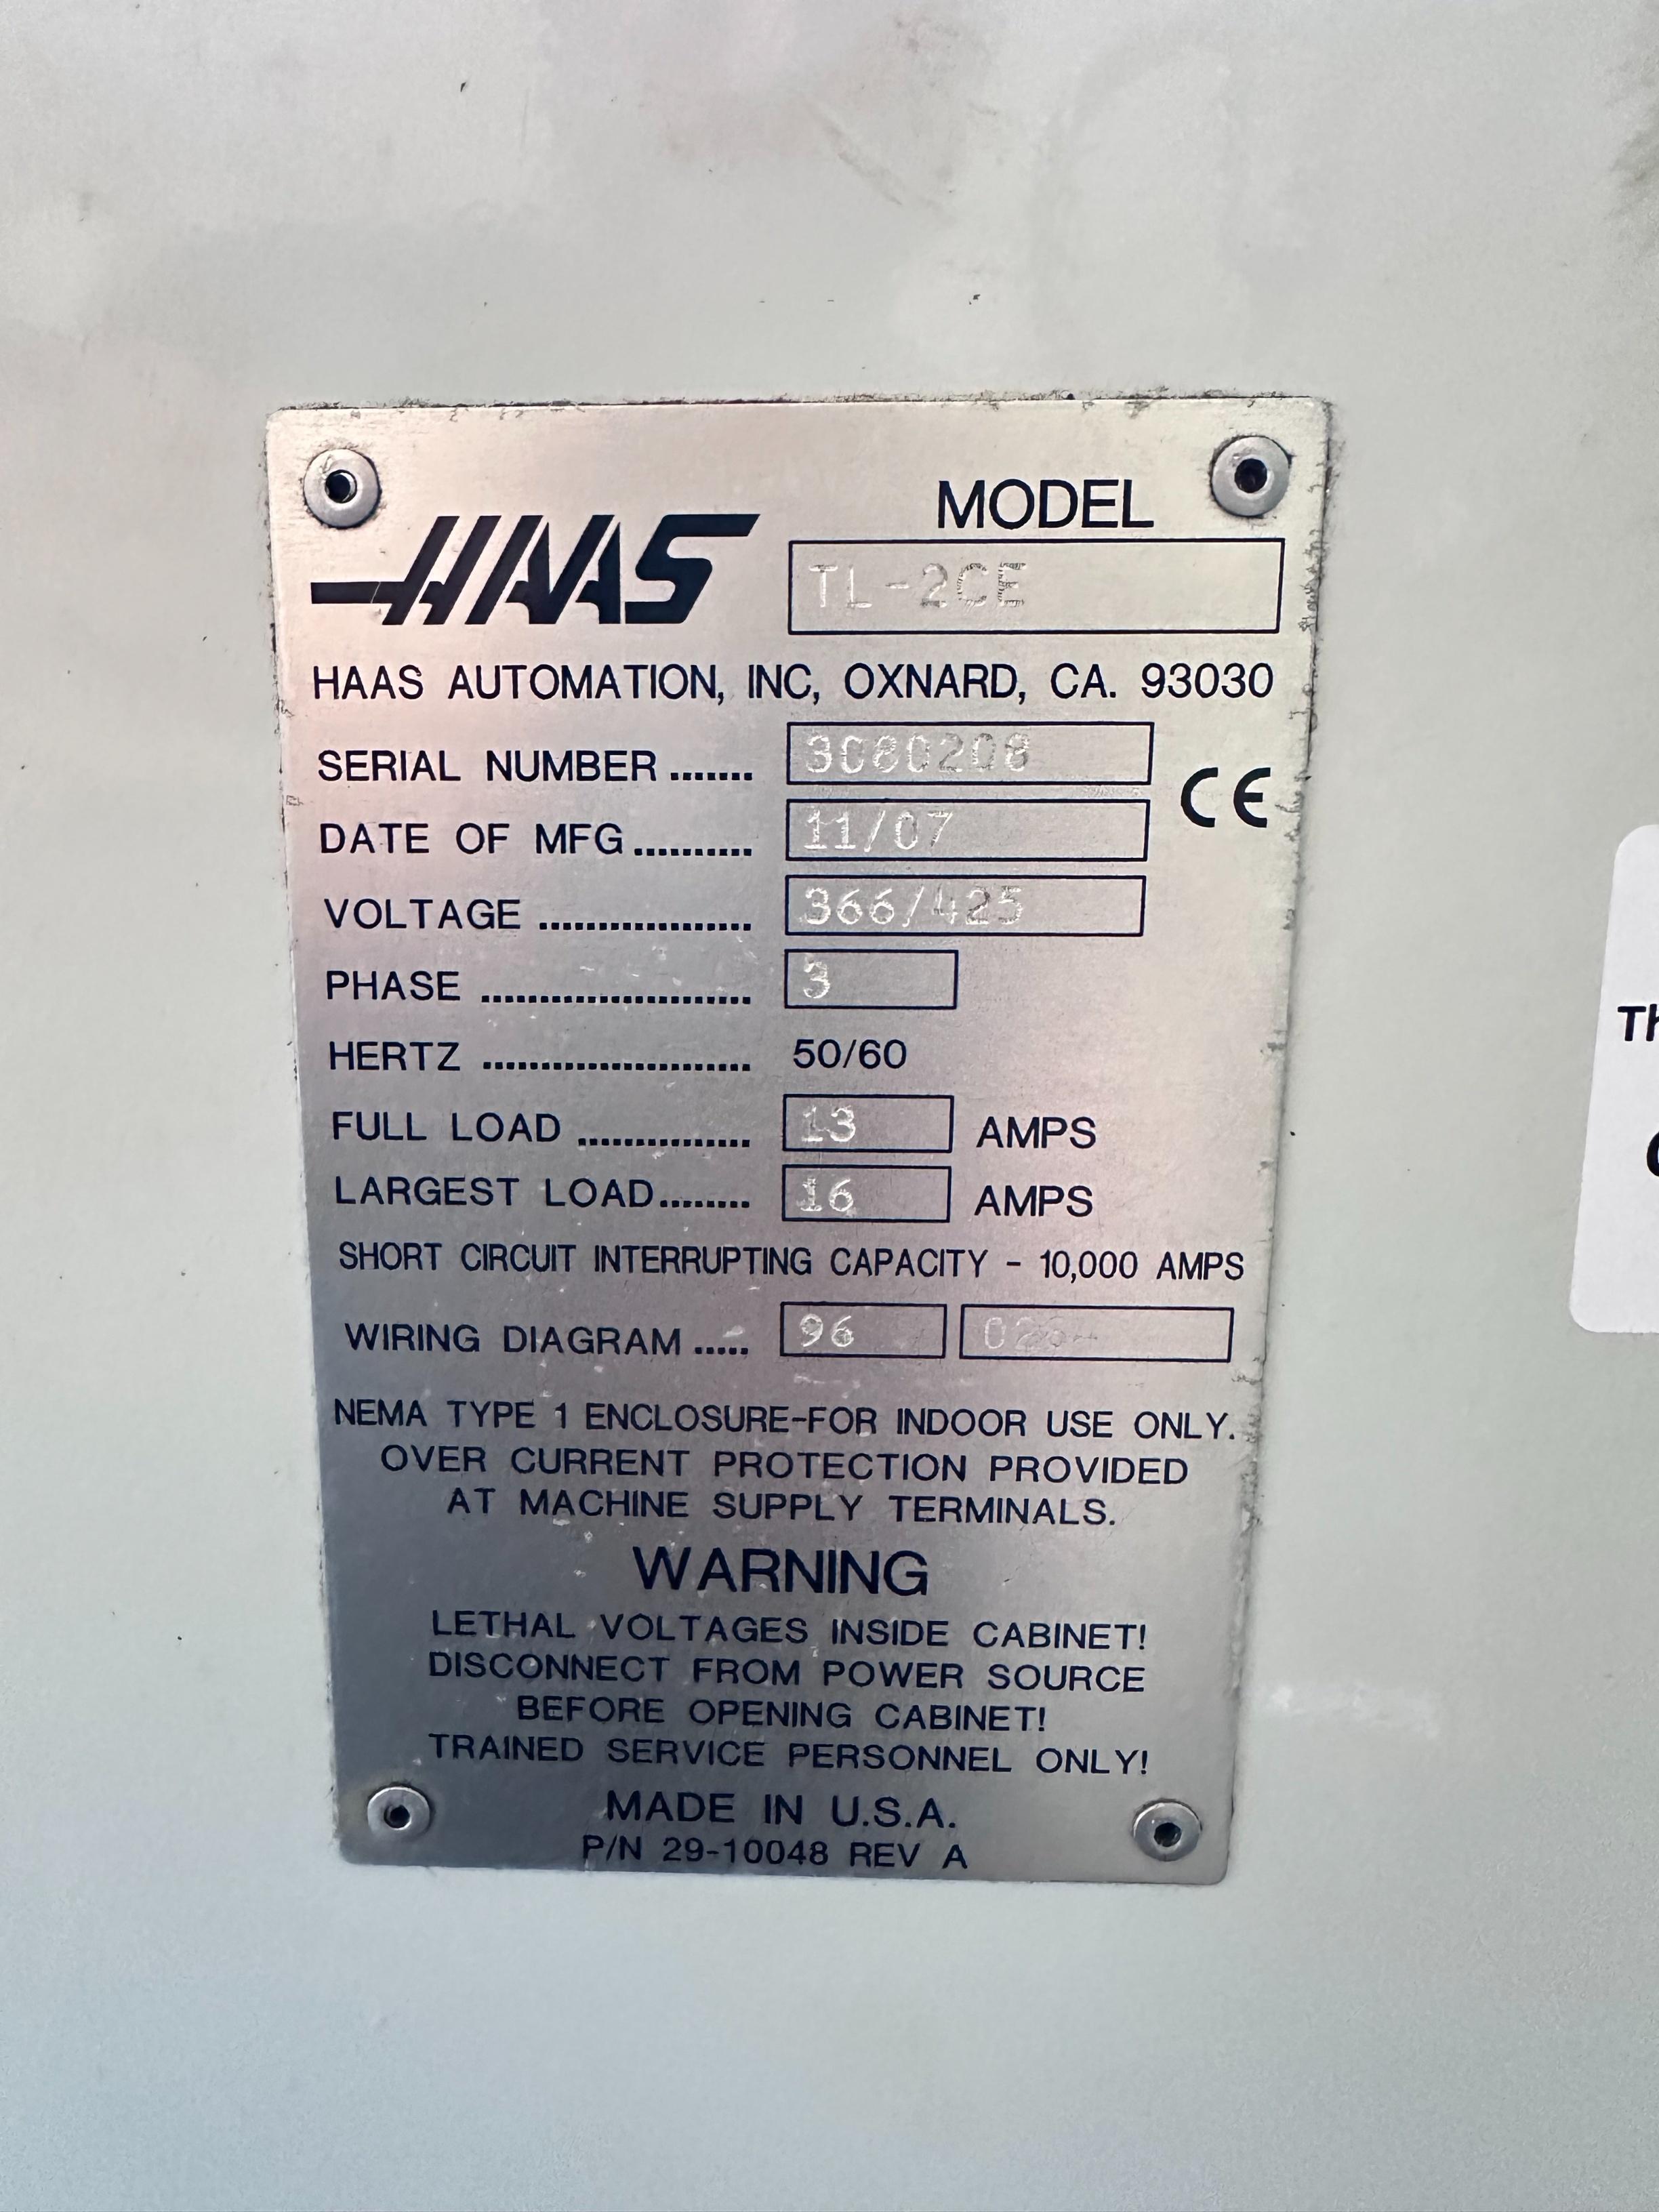 HAAS
MODEL
TL-2CE
HAAS AUTOMATION, INC, OXNARD, CA. 93030
SERIAL NUMBER ....... 3080208
CE
DATE OF MFG .......... 11/07
VOLTAGE .................. 366/425
PHASE ....................... 3
HERTZ ....................... 50/60
FULL LOAD ............... 13 AMPS
LARGEST LOAD ........ 16 AMPS
SHORT CIRCUIT INTERRUPTING CAPACITY - 10,000 AMPS
WIRING DIAGRAM ..... 96
NEMA TYPE 1 ENCLOSURE-FOR INDOOR USE ONLY.
OVER CURRENT PROTECTION PROVIDED
AT MACHINE SUPPLY TERMINALS.
WARNING
LETHAL VOLTAGES INSIDE CABINET!
DISCONNECT FROM POWER SOURCE
BEFORE OPENING CABINET!
TRAINED SERVICE PERSONNEL ONLY!
MADE IN U.S.A.
P/N 29-10048 REV A